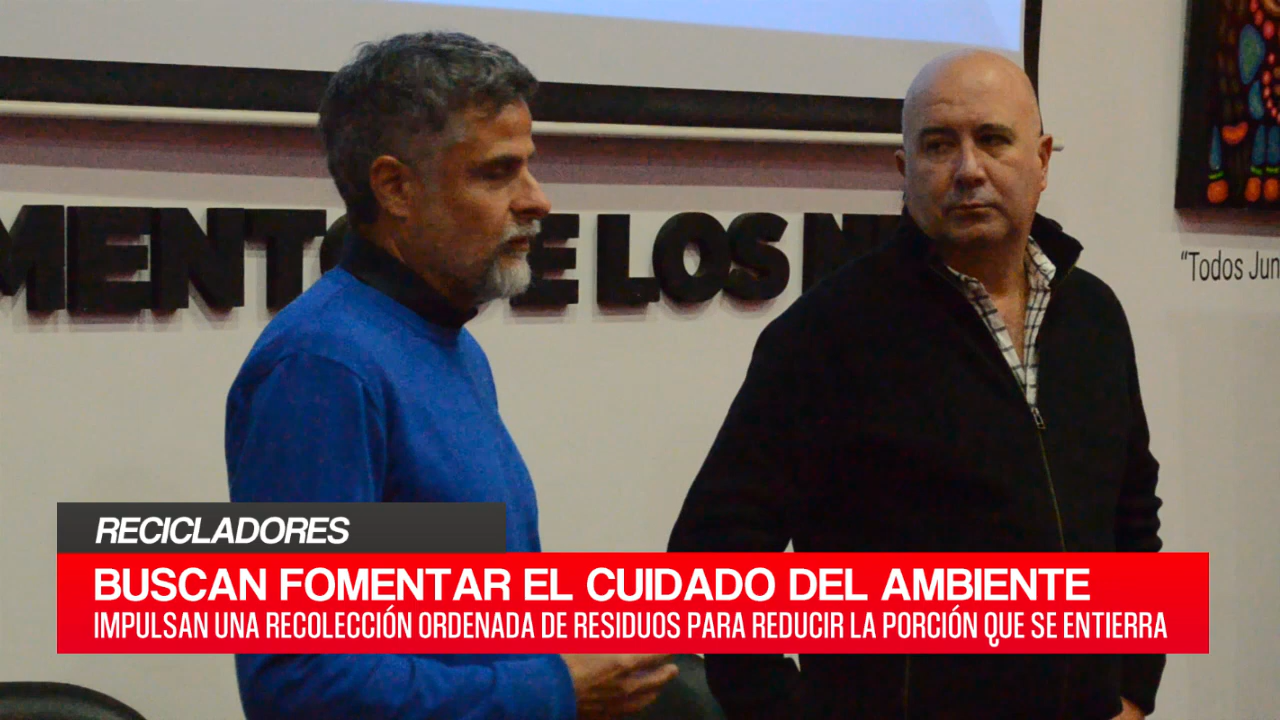 MENTO DE LOS N
"Todos Jun
RECICLADORES
BUSCAN FOMENTAR EL CUIDADO DEL AMBIENTE
IMPULSAN UNA RECOLECCIÓN ORDENADA DE RESIDUOS PARA REDUCIR LA PORCIÓN QUE SE ENTIERRA